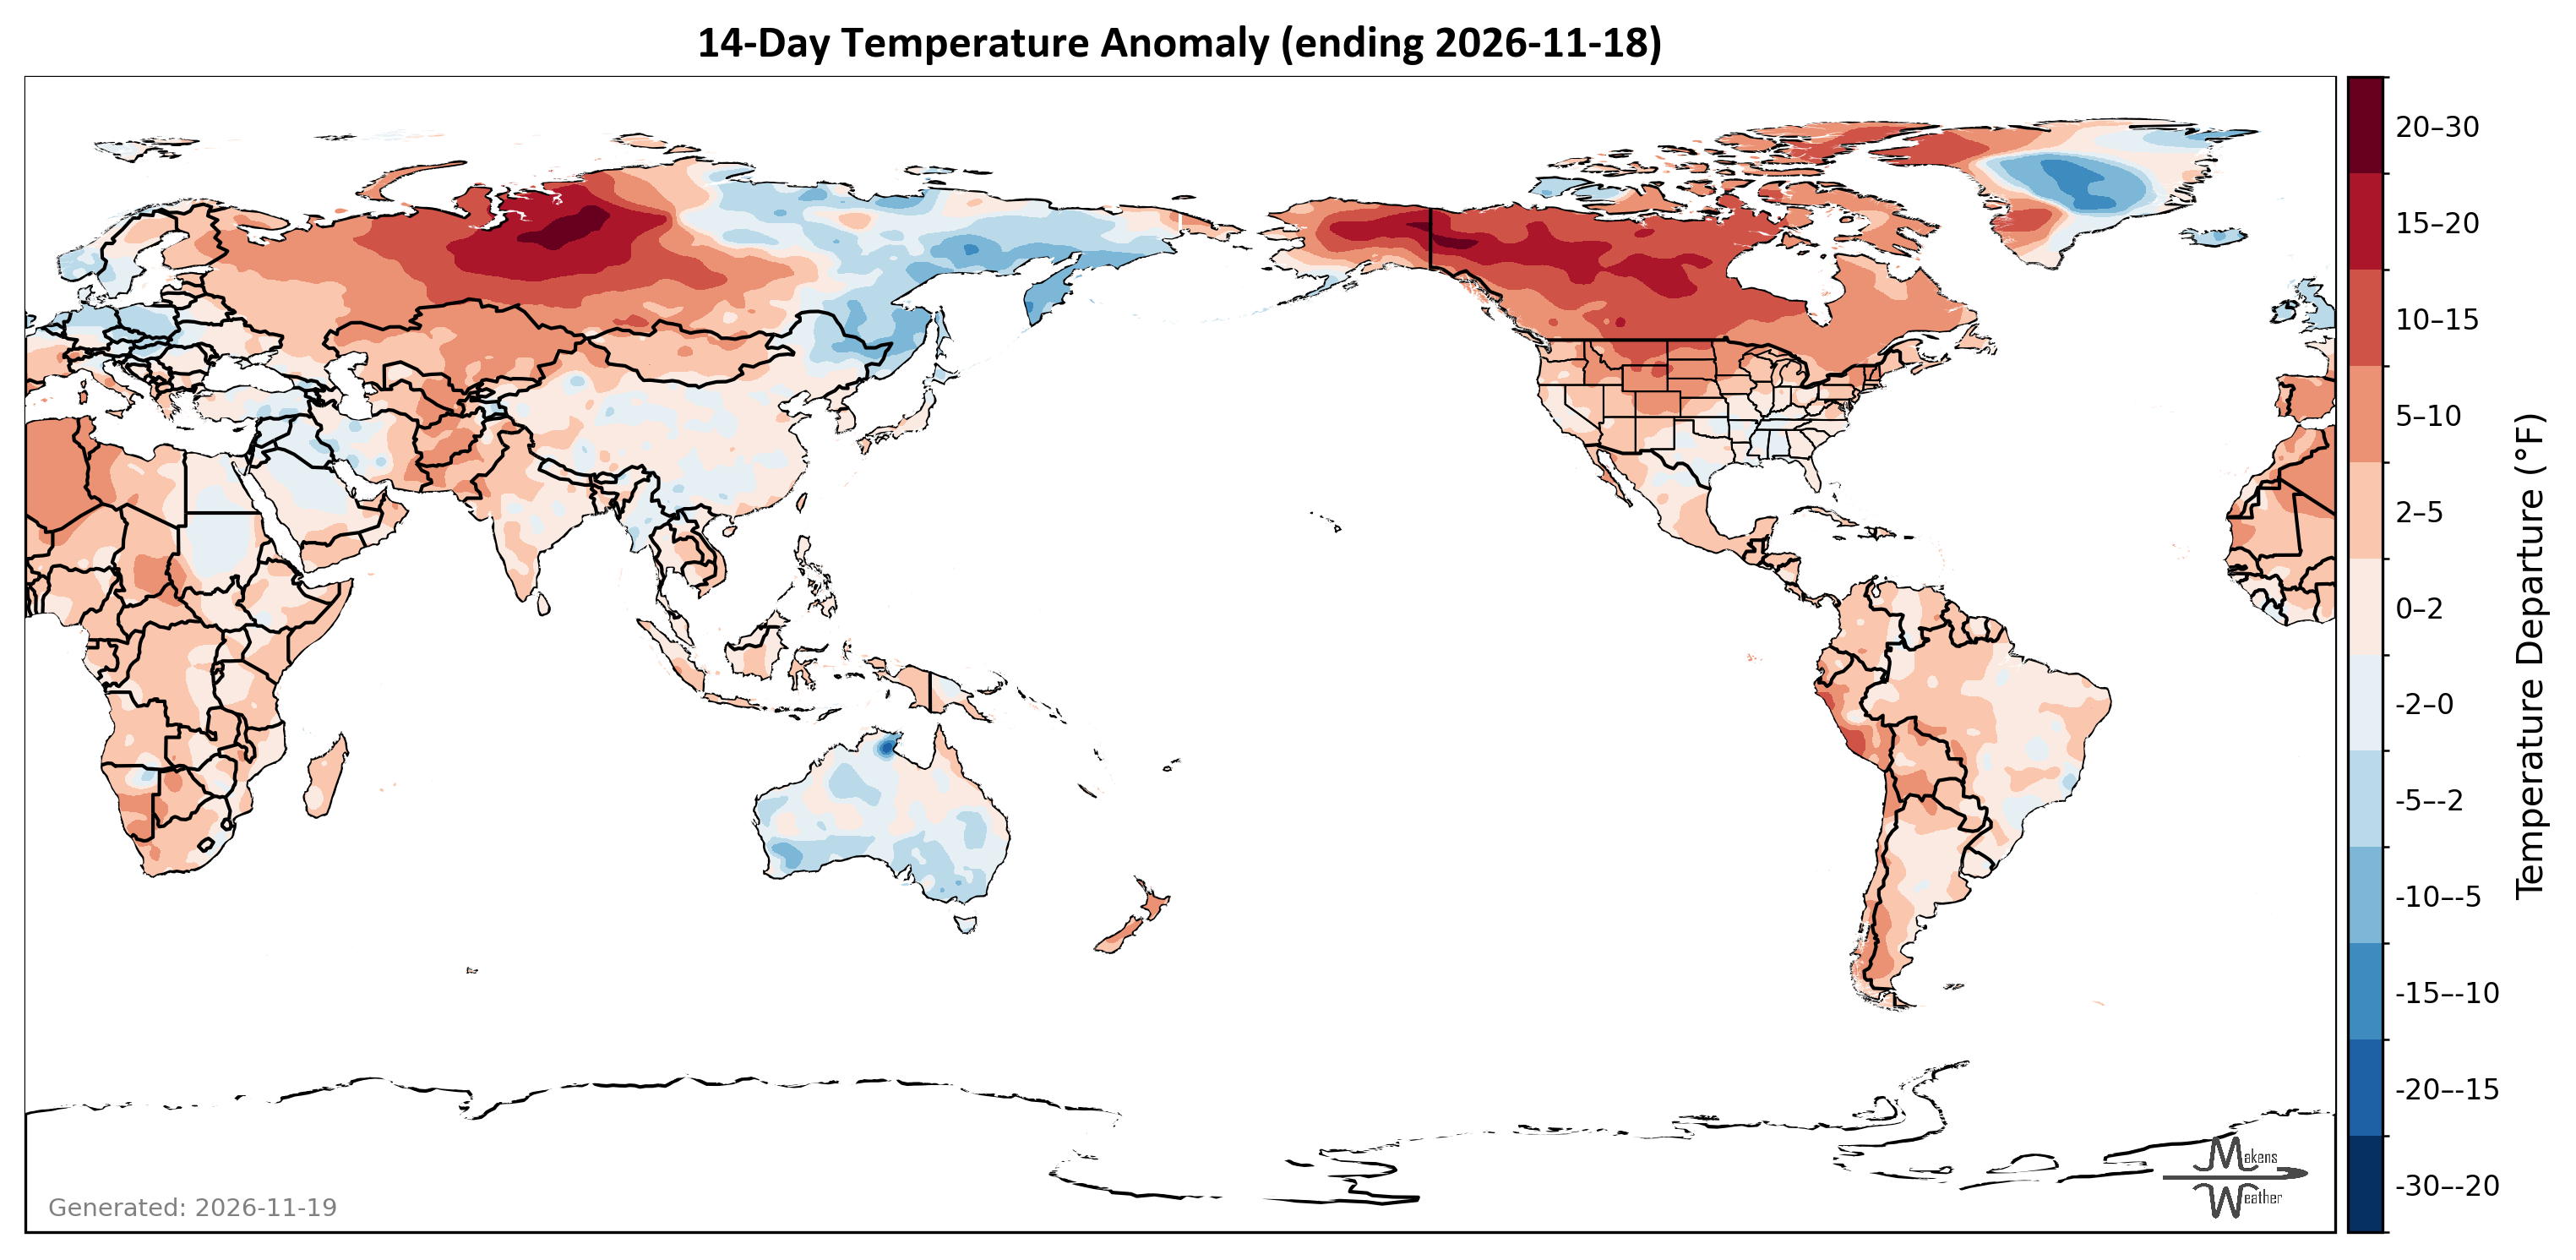 14-Day Temperature Anomaly (ending 2026-11-18)
20–30
15–20
10–15
5–10
2–5
0–2
-2–0
-5–-2
-10–-5
-15–-10
-20–-15
-30–-20
Temperature Departure (°F)
Generated: 2026-11-19
Makens
Weather